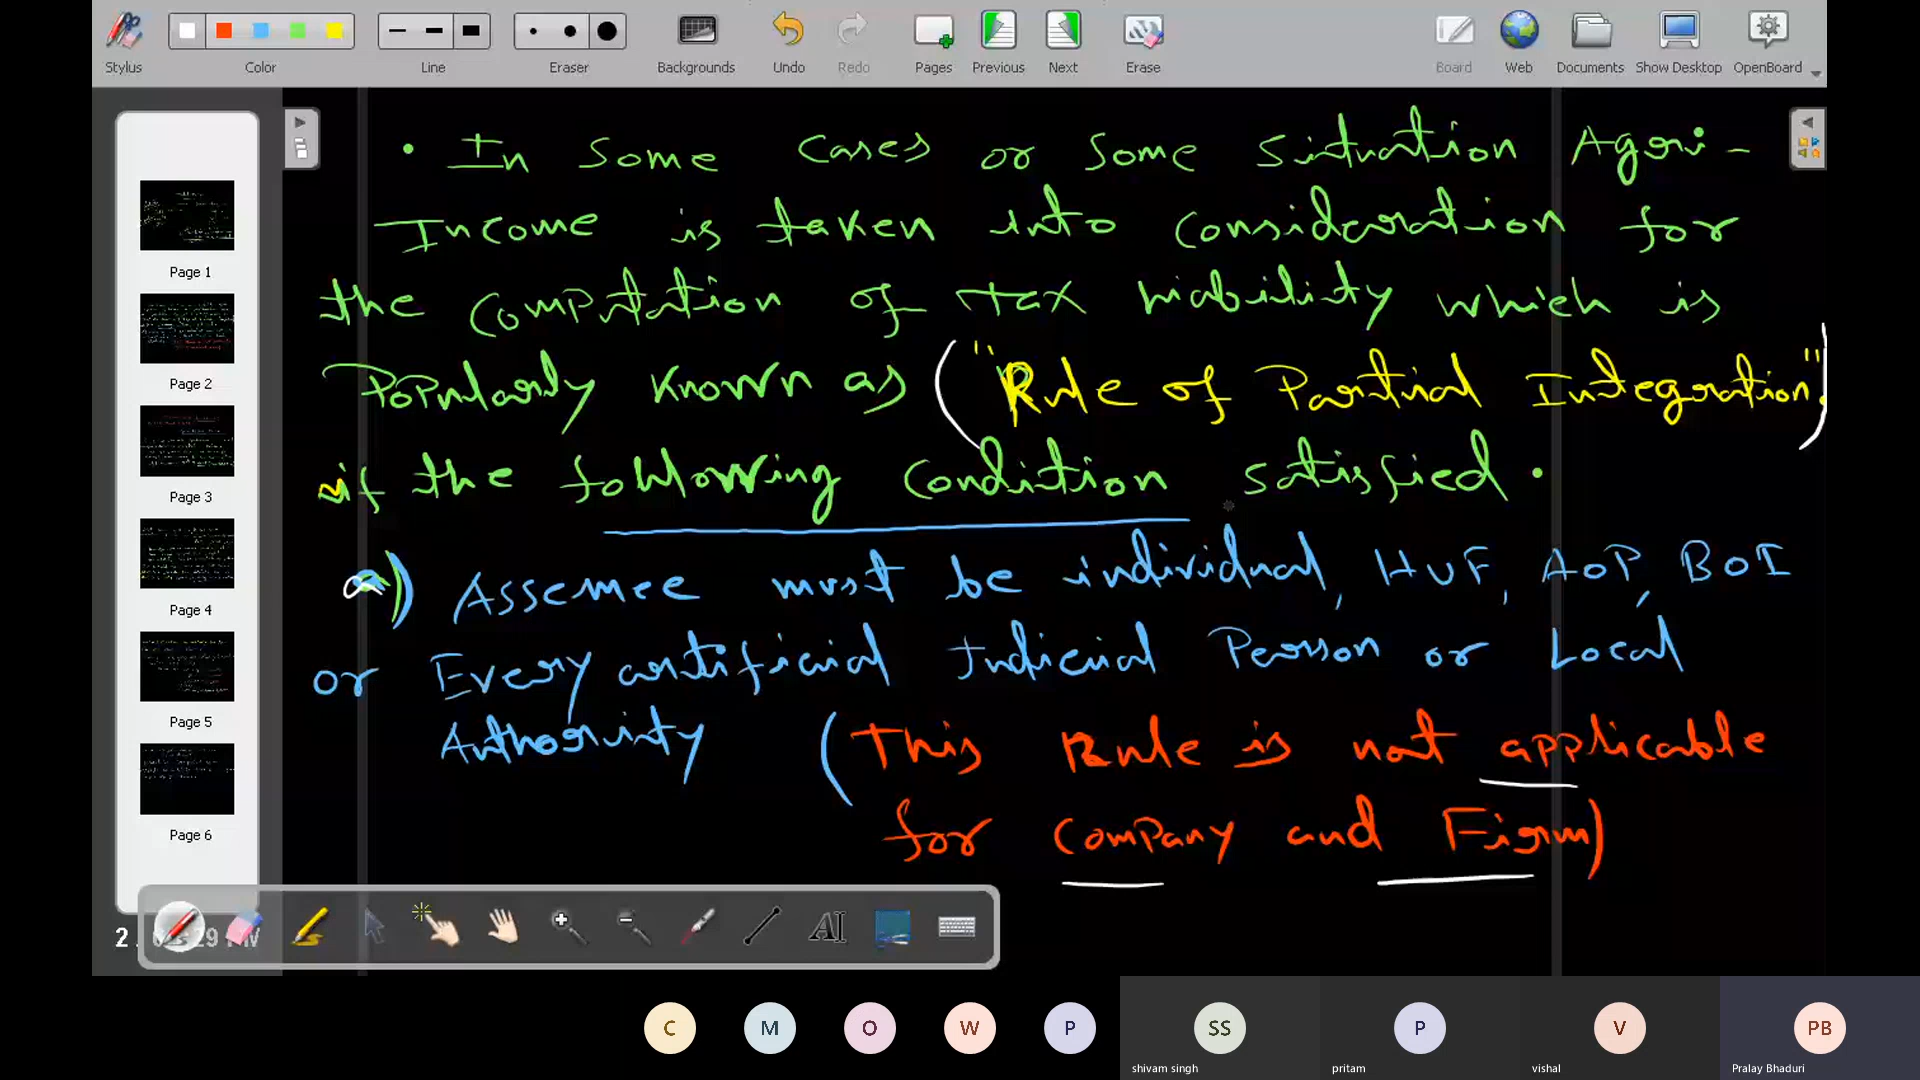 Stylus
Color
Line
Eraser
Backgrounds
Undo
Redo
Pages
Previous
Next
Erase
Board
Web
Documents
Show Desktop
OpenBoard
Page 1
Page 2
Page 3
Page 4
Page 5
Page 6
• In some cases or some situation Agri-
Income is taken into consideration for
the computation of tax liability which is
Popularly known as ("Rule of Partial Integration")
if the following condition satisfied.
a) Assessee must be individual, HUF, AOP, BOI
or Every artificial Judicial Person or Local
Authority (This Rule is not applicable
for Company and Firm)
AI
C
M
O
W
P
SS
P
V
PB
shivam singh
pritam
vishal
Pralay Bhaduri